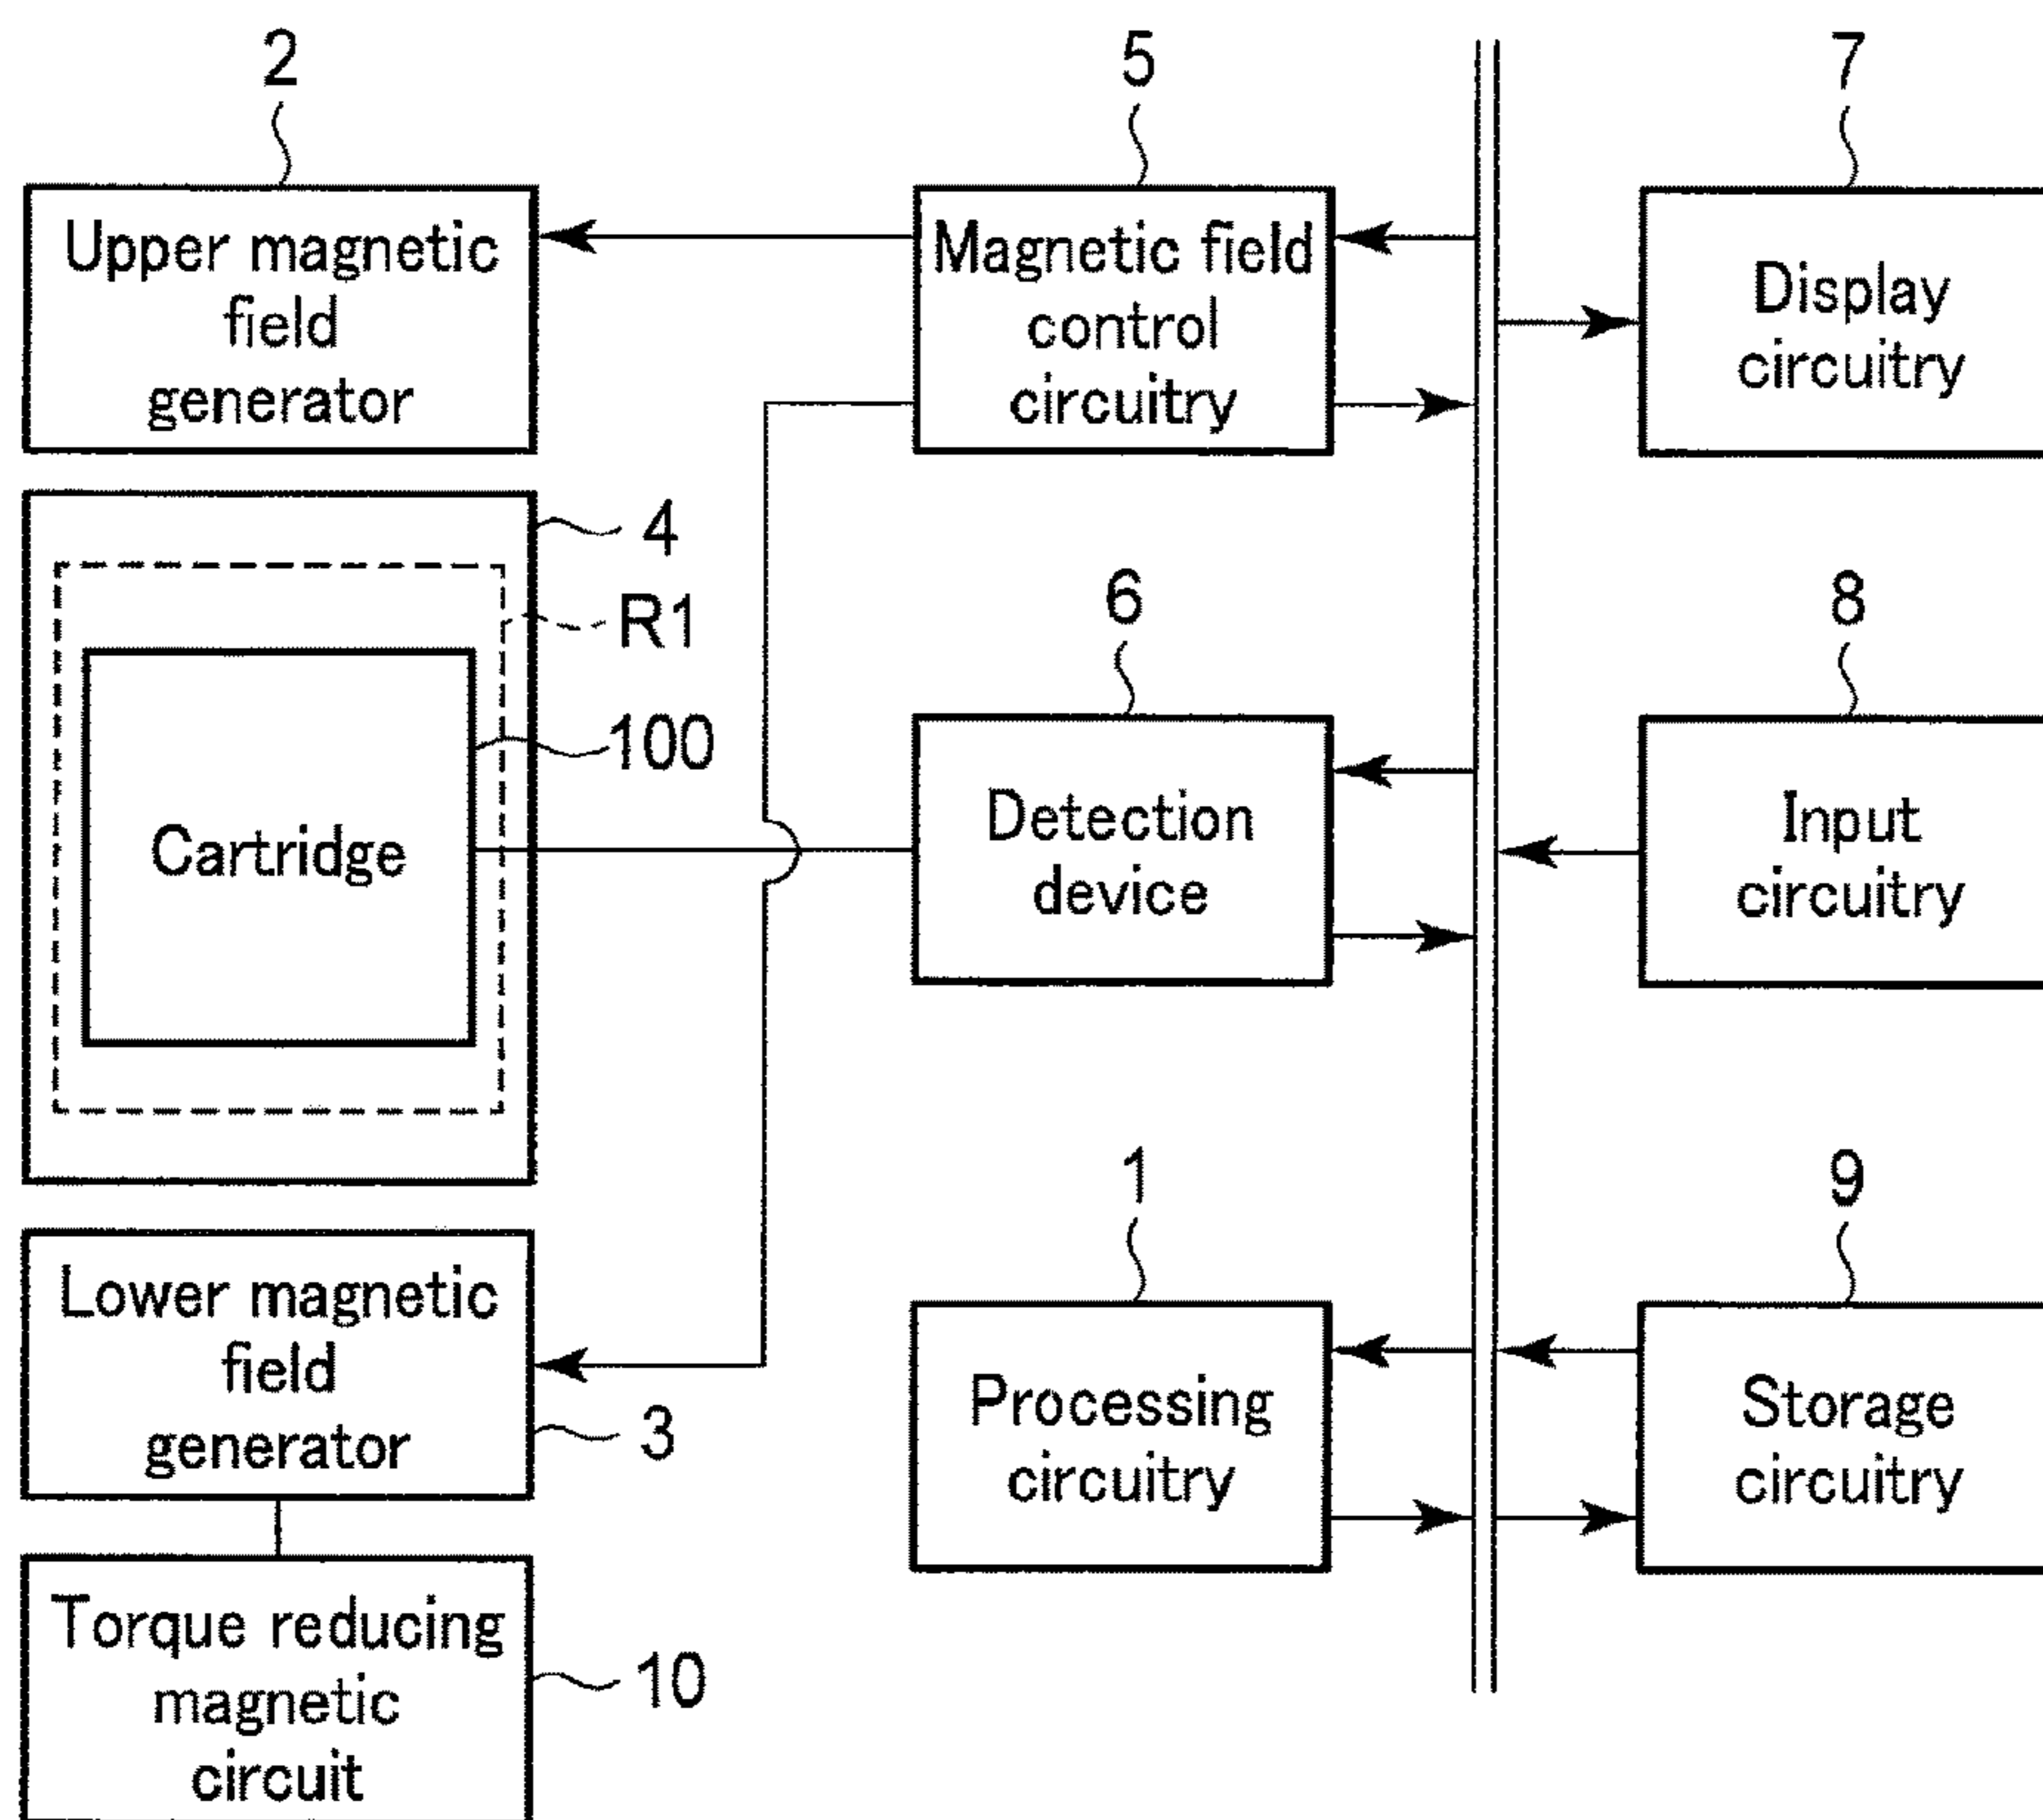 2
5
7
Upper magnetic
field
generator
Magnetic field
control
circuitry
Display
circuitry
4
R1
100
Cartridge
6
Detection
device
8
Input
circuitry
Lower magnetic
field
generator
3
1
Processing
circuitry
9
Storage
circuitry
Torque reducing
magnetic
circuit
10